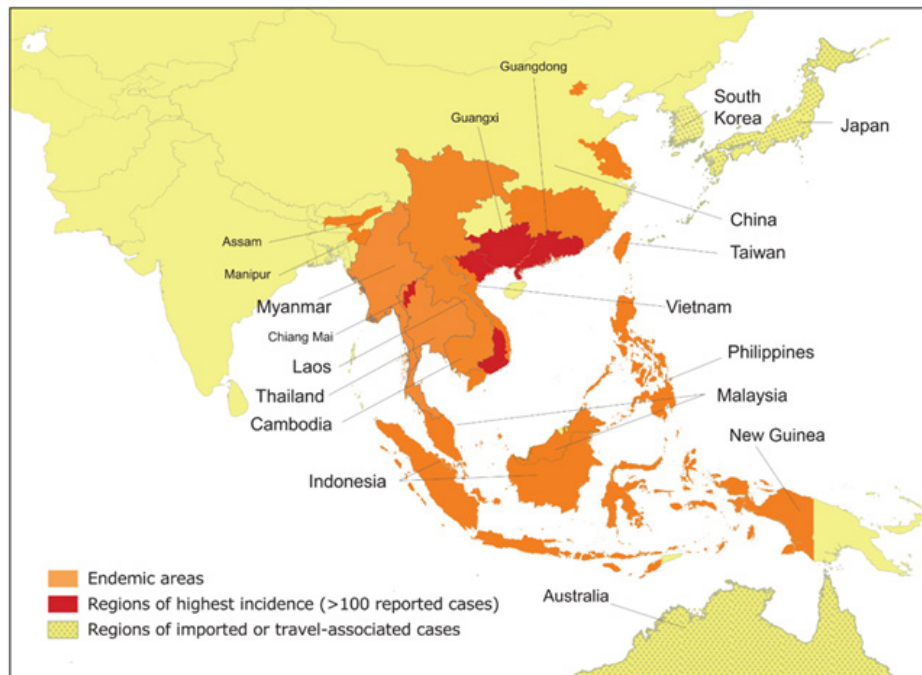 Guangdong
South
Korea
Guangxi
Japan
China
Assam
Taiwan
Manipur
Myanmar
Vietnam
Chiang Mai
Laos
Philippines
Thailand
Malaysia
Cambodia
New Guinea
Indonesia
Endemic areas
Regions of highest incidence (>100 reported cases)
Australia
Regions of imported or travel-associated cases